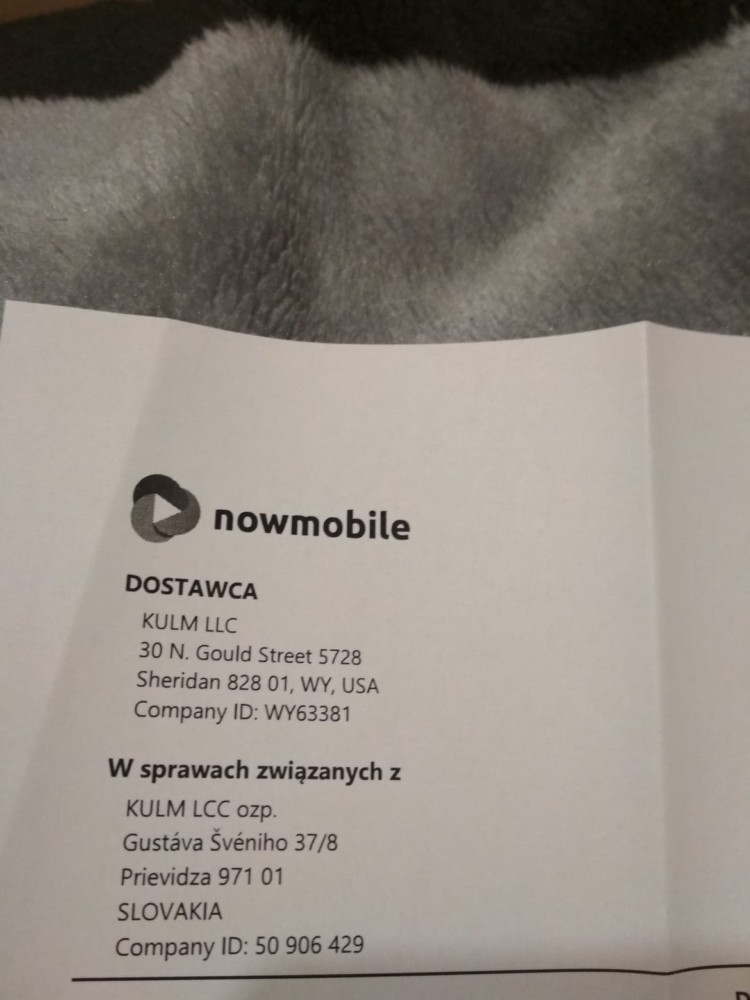 nowmobile
DOSTAWCA
KULM LLC
30 N. Gould Street 5728
Sheridan 828 01, WY, USA
Company ID: WY63381
W sprawach związanych z
KULM LCC ozp.
Gustáva Švéniho 37/8
Prievidza 971 01
SLOVAKIA
Company ID: 50 906 429